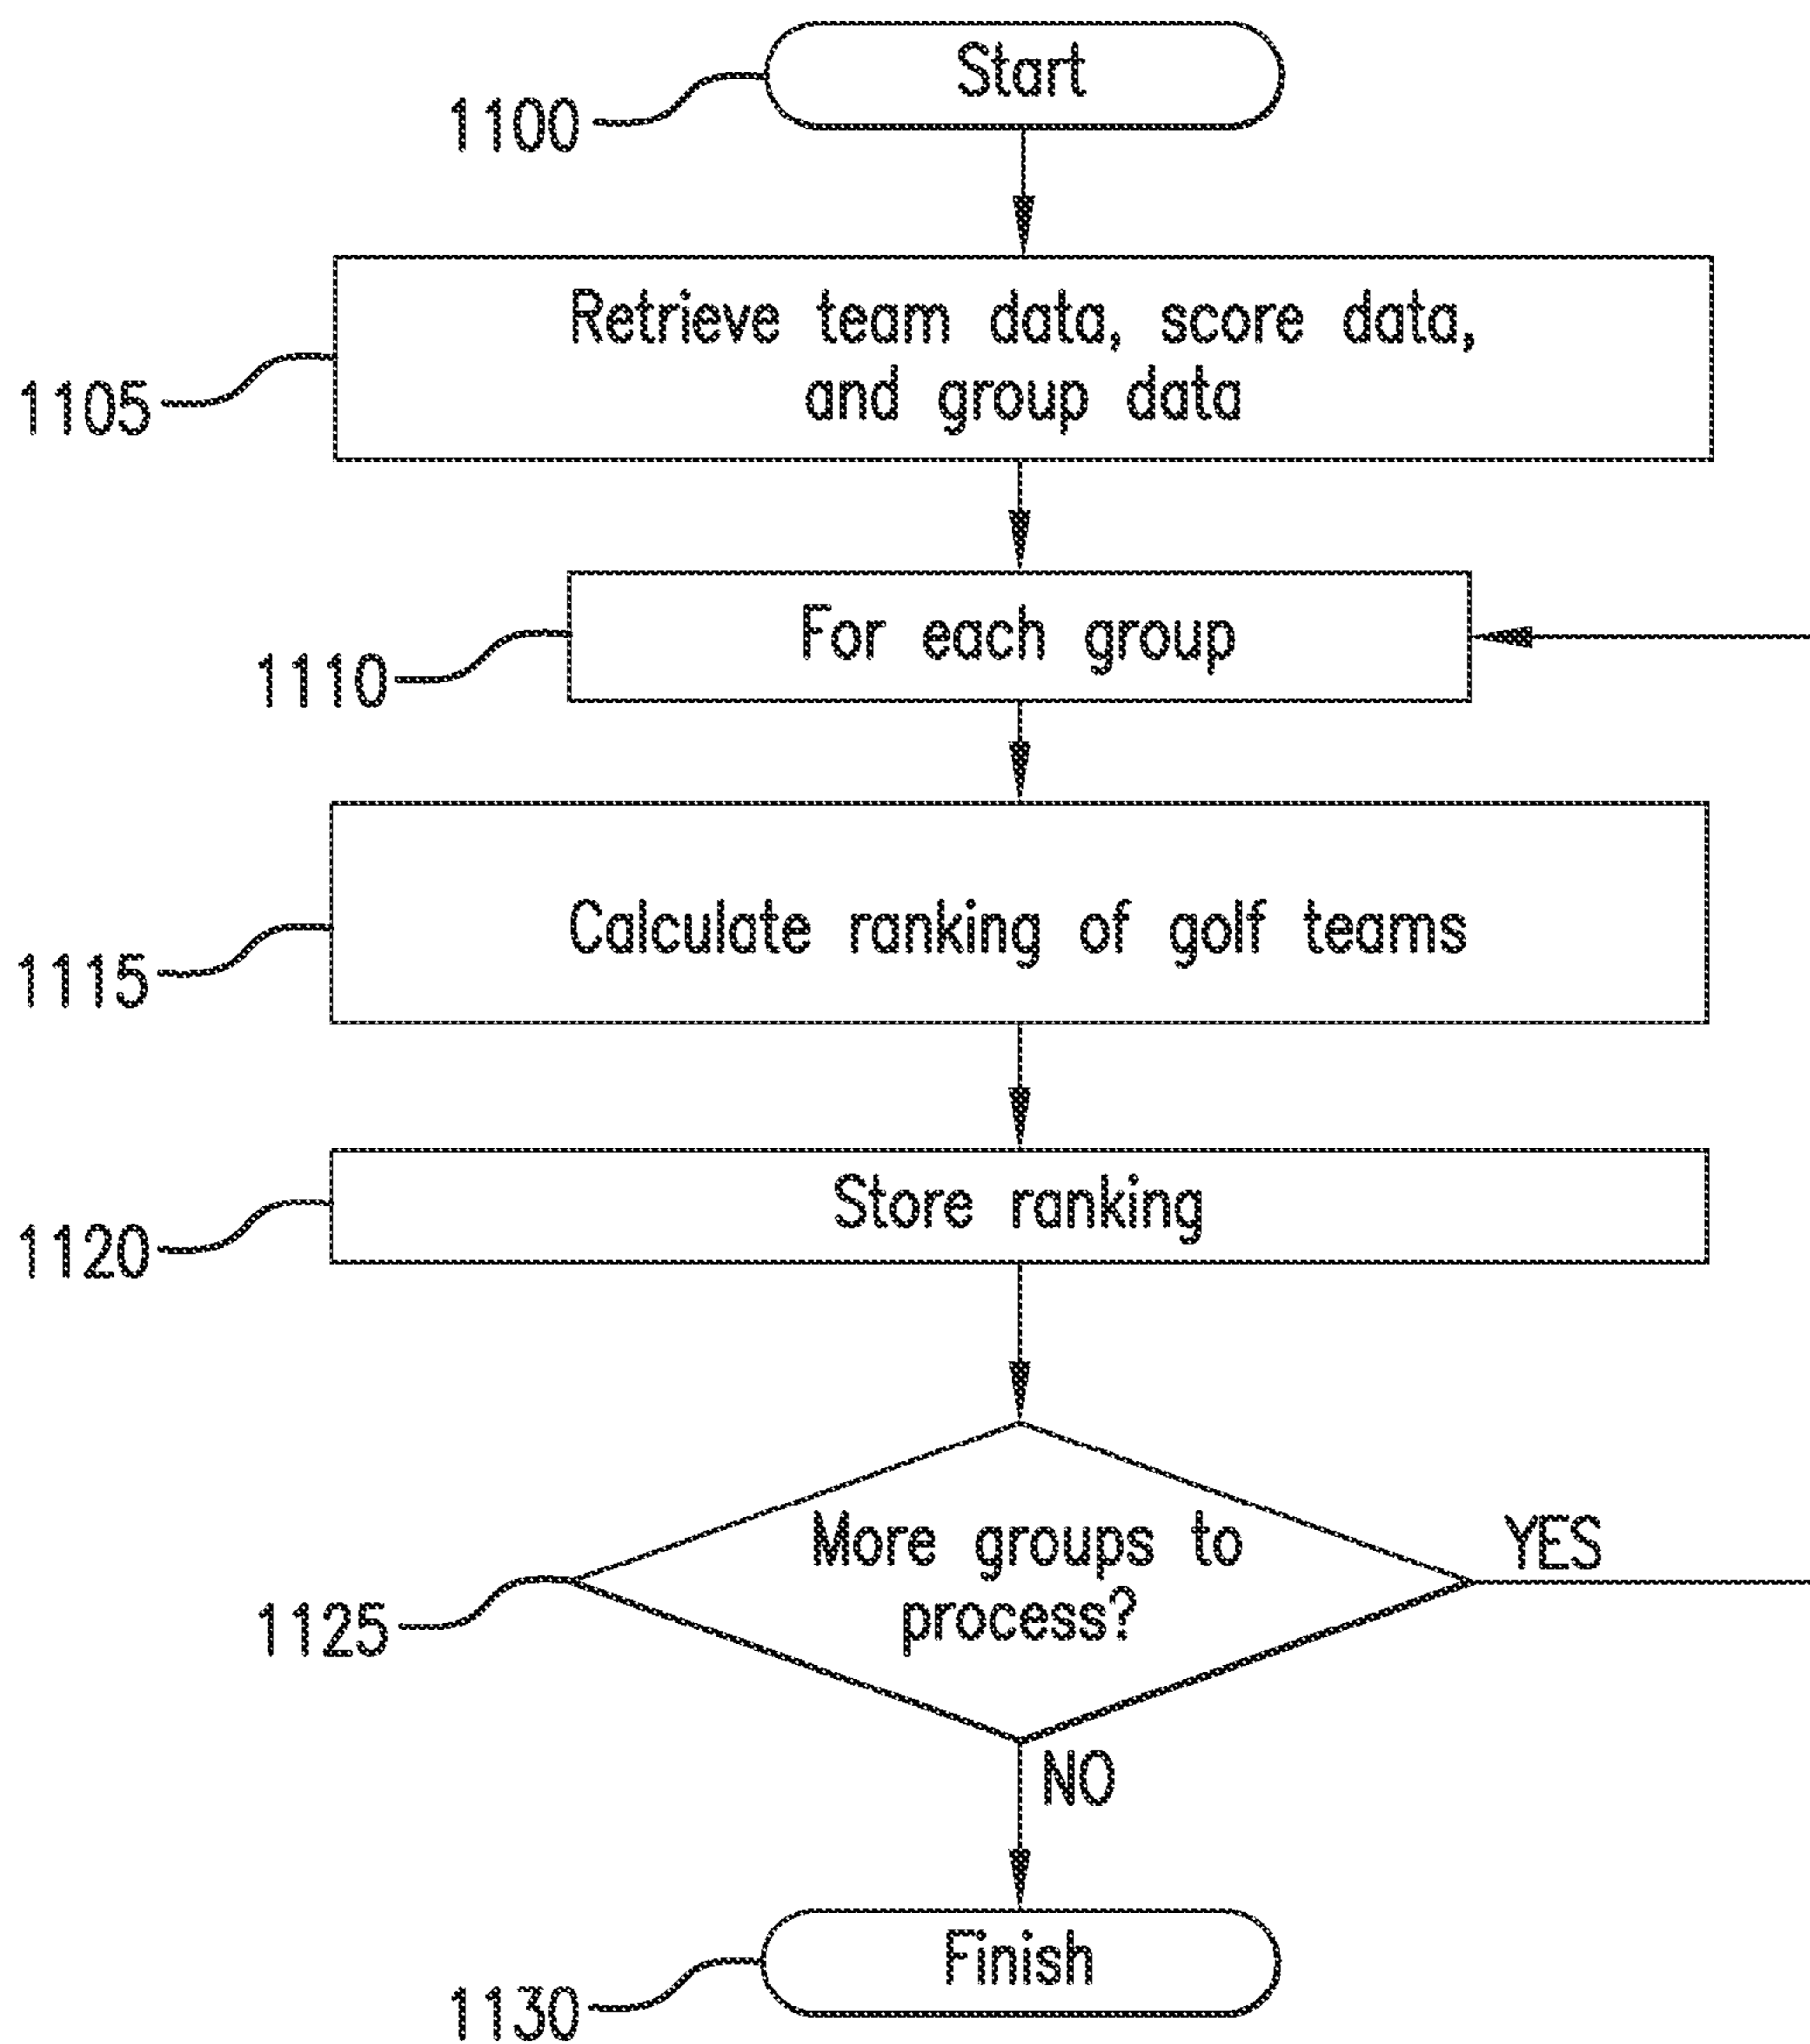 Start
1100
Retrieve team data, score data,
and group data
1105
For each group
1110
Calculate ranking of golf teams
1115
Store ranking
1120
More groups to
process?
YES
1125
NO
Finish
1130